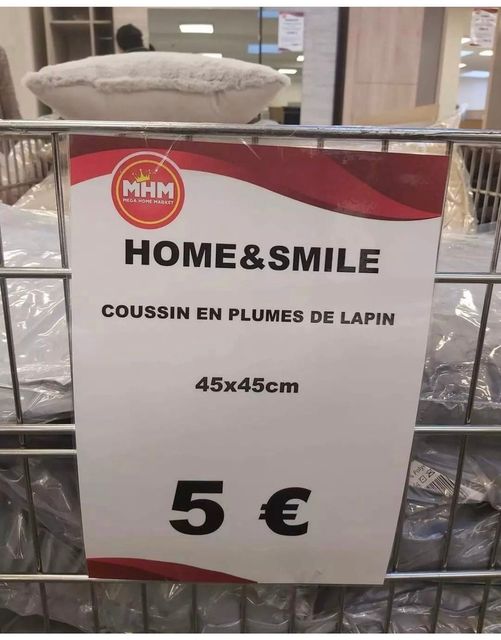 MHM
MEGA HOME MARKET
HOME&SMILE
COUSSIN EN PLUMES DE LAPIN
45x45cm
5 €